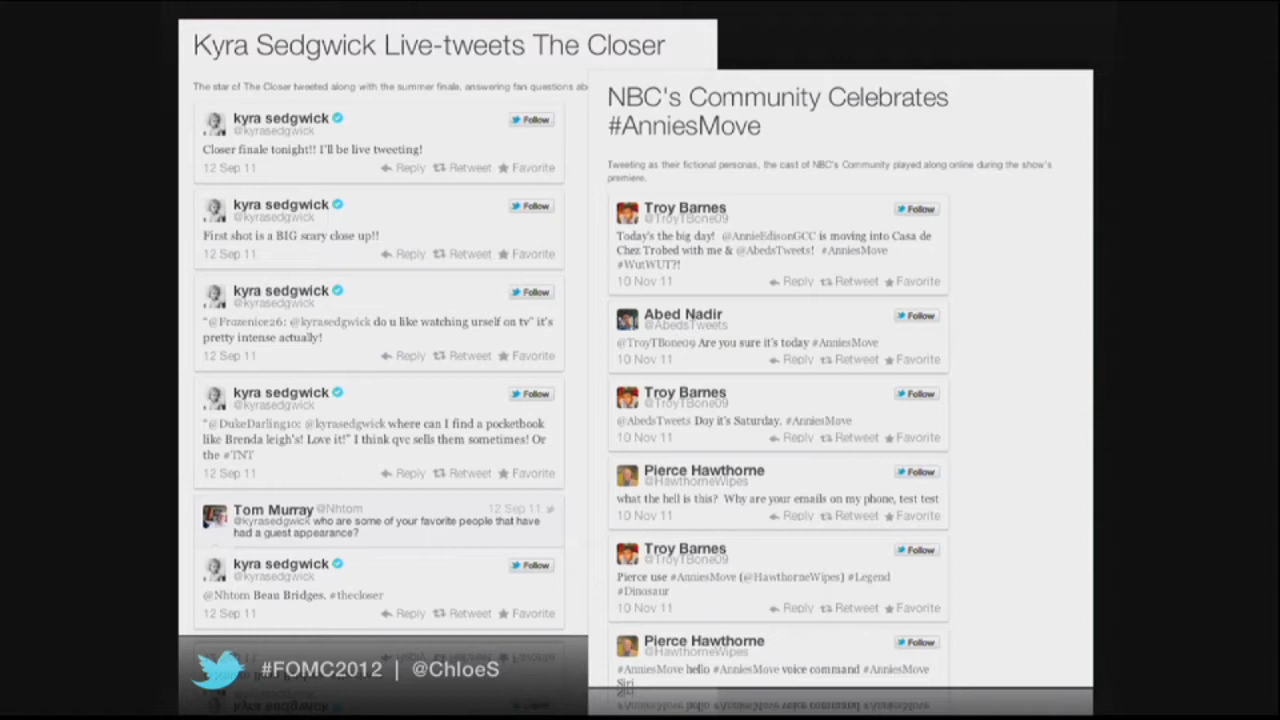 Kyra Sedgwick Live-tweets The Closer
The star of The Closer tweeted along with the summer finale, answering fan questions
kyra sedgwick
@kyrasedgwick
Follow
Closer finale tonight!! I'll be live tweeting!
12 Sep 11 Reply Retweet Favorite
kyra sedgwick
@kyrasedgwick
Follow
First shot is a BIG scary close up!!
12 Sep 11 Reply Retweet Favorite
kyra sedgwick
@kyrasedgwick
Follow
"@Frozenice26: @kyrasedgwick do u like watching urself on tv" it's
pretty intense actually!
12 Sep 11 Reply Retweet Favorite
kyra sedgwick
@kyrasedgwick
Follow
"@DukeDarling10: @kyrasedgwick where can I find a pocketbook
like Brenda leigh's! Love it!" I think qvc sells them sometimes! Or
the #TNT
12 Sep 11 Reply Retweet Favorite
Tom Murray @Nhtom 12 Sep 11
@kyrasedgwick who are some of your favorite people that have
had a guest appearance?
kyra sedgwick
@kyrasedgwick
Follow
@Nhtom Beau Bridges. #thecloser
12 Sep 11 Reply Retweet Favorite
#FOMC2012 | @ChloeS
NBC's Community Celebrates
#AnniesMove
Tweeting as their fictional personas, the cast of NBC's Community played along online during the show's
premiere.
Troy Barnes
@TroyTBone09
Follow
Today's the big day! @AnnieEdisonGCC is moving into Casa de
Chez Trobed with me & @AbedsTweets! #AnniesMove
#WutWUT?!
10 Nov 11 Reply Retweet Favorite
Abed Nadir
@AbedsTweets
Follow
@TroyTBone09 Are you sure it's today #AnniesMove
10 Nov 11 Reply Retweet Favorite
Troy Barnes
@TroyTBone09
Follow
@AbedsTweets Doy it's Saturday. #AnniesMove
10 Nov 11 Reply Retweet Favorite
Pierce Hawthorne
@HawthorneWipes
Follow
what the hell is this? Why are your emails on my phone, test test
10 Nov 11 Reply Retweet Favorite
Troy Barnes
@TroyTBone09
Follow
Pierce use #AnniesMove (@HawthorneWipes) #Legend
#Dinosaur
10 Nov 11 Reply Retweet Favorite
Pierce Hawthorne
@HawthorneWipes
Follow
#AnniesMove hello #AnniesMove voice command #AnniesMove
Siri